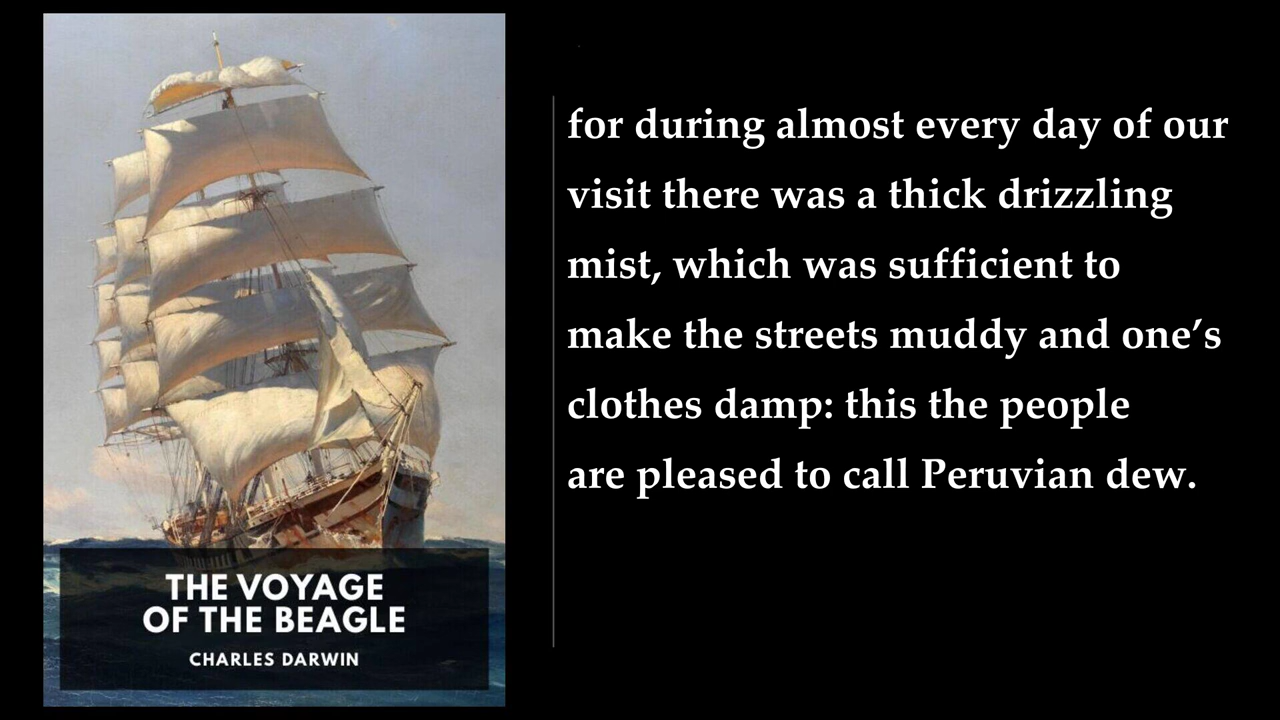 for during almost every day of our
visit there was a thick drizzling
mist, which was sufficient to
make the streets muddy and one’s
clothes damp: this the people
are pleased to call Peruvian dew.
THE VOYAGE
OF THE BEAGLE
CHARLES DARWIN